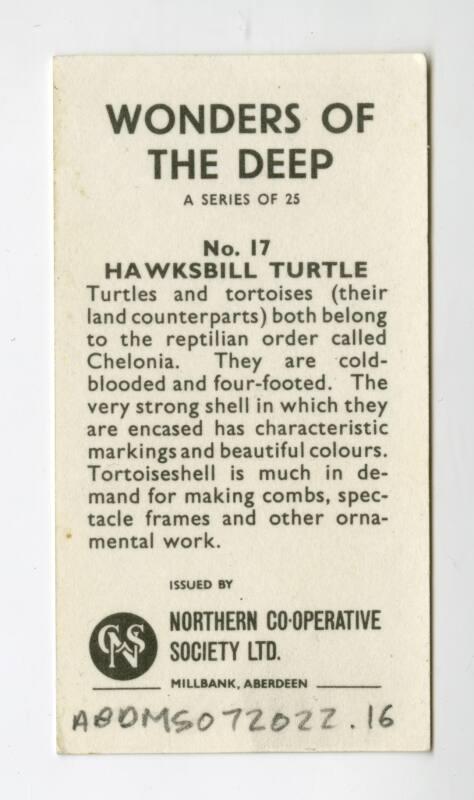 WONDERS OF
THE DEEP
A SERIES OF 25
No. 17
HAWKSBILL TURTLE
Turtles and tortoises (their
land counterparts) both belong
to the reptilian order called
Chelonia. They are cold-
blooded and four-footed. The
very strong shell in which they
are encased has characteristic
markings and beautiful colours.
Tortoiseshell is much in de-
mand for making combs, spec-
tacle frames and other orna-
mental work.
ISSUED BY
NORTHERN CO-OPERATIVE
SOCIETY LTD.
MILLBANK, ABERDEEN
ABDMS072022.16